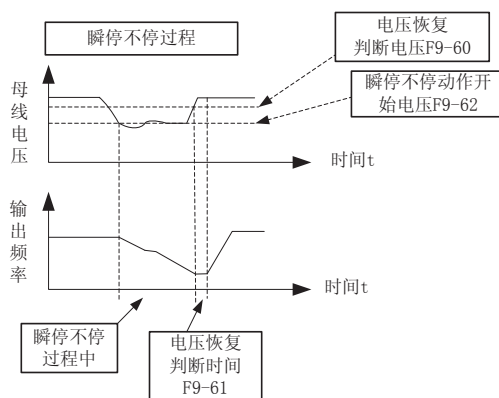 瞬停不停过程
电压恢复
判断电压F9-60
瞬停不停动作开
始电压F9-62
母线电压
时间t
输出频率
时间t
瞬停不停
过程中
电压恢复
判断时间
F9-61